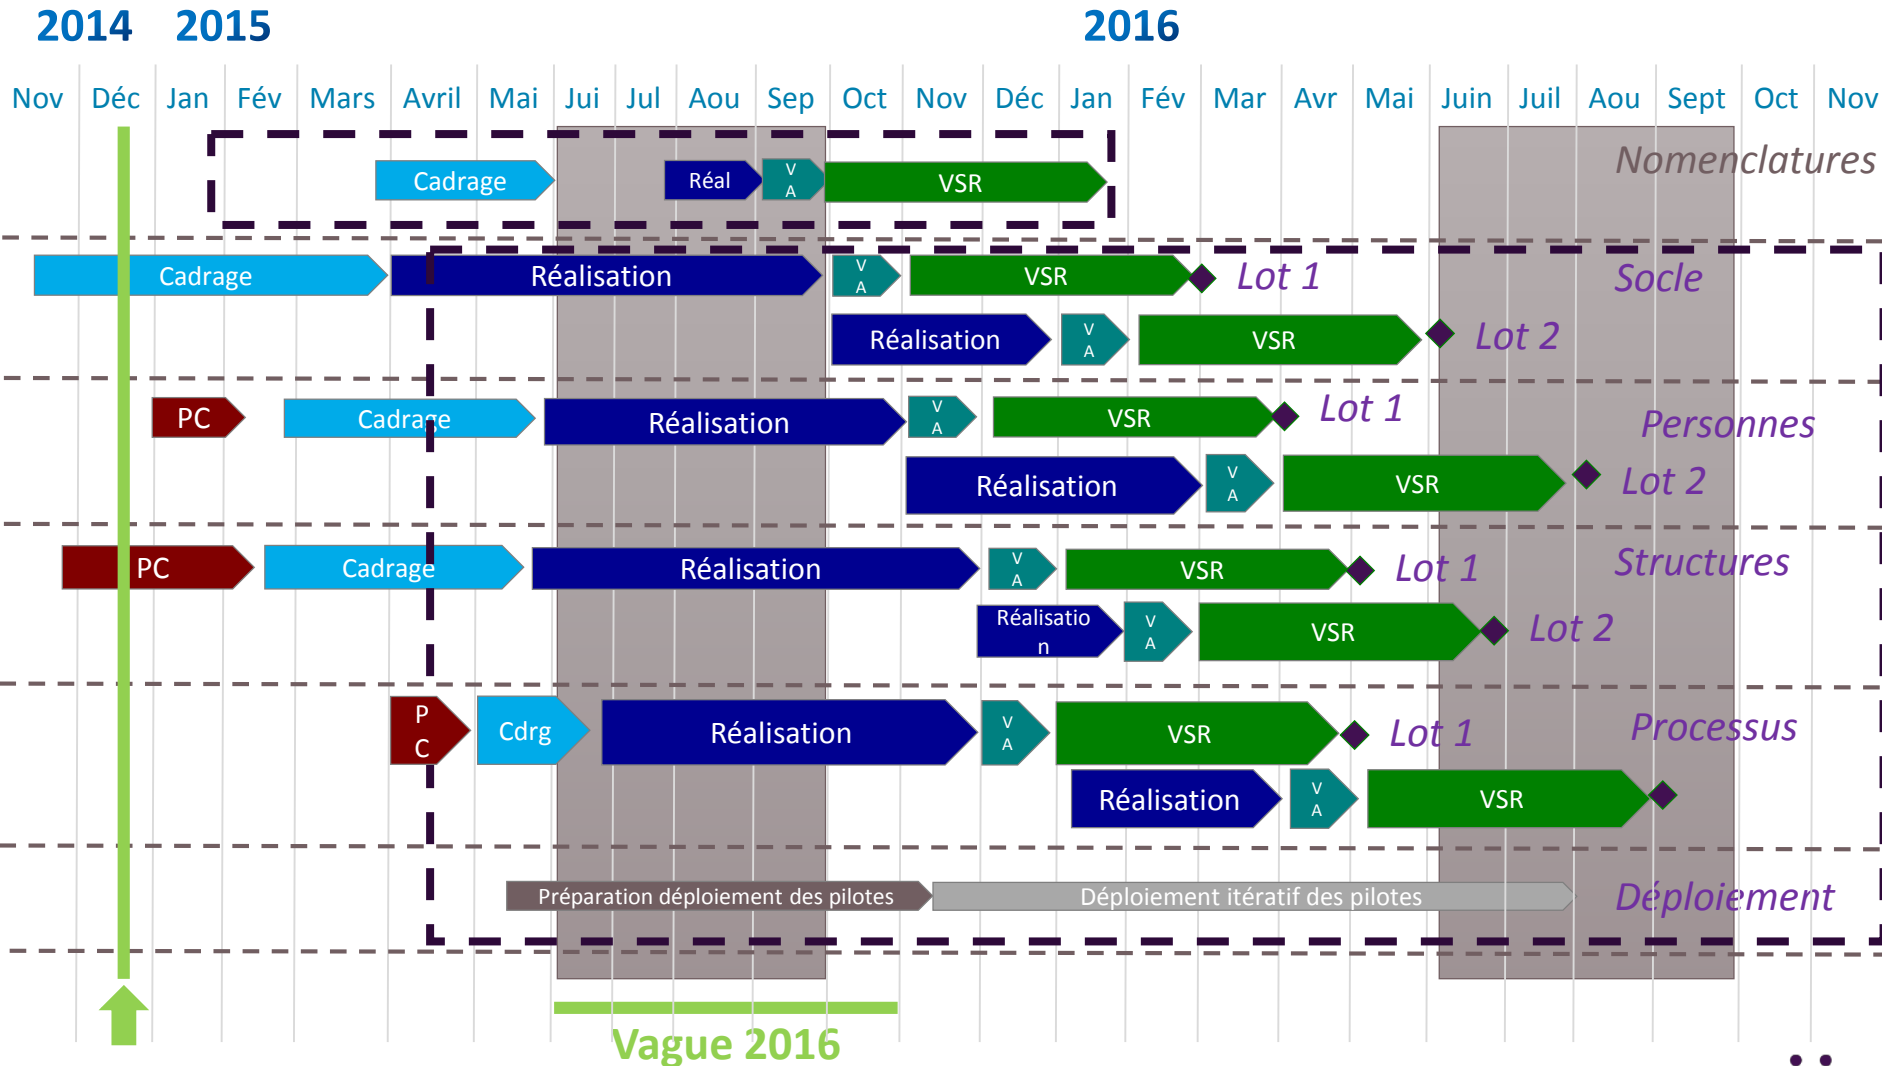 2014 2015 2016
Nov Déc Jan Fév Mars Avril Mai Jui Jul Aou Sep Oct Nov Déc Jan Fév Mar Avr Mai Juin Juil Aou Sept Oct Nov
Nomenclatures
Cadrage
Réal
V
A
VSR
Cadrage
Réalisation
V
A
VSR
Lot 1
Socle
Réalisation
V
A
VSR
Lot 2
PC
Cadrage
Réalisation
V
A
VSR
Lot 1
Personnes
Réalisation
V
A
VSR
Lot 2
PC
Cadrage
Réalisation
V
A
VSR
Lot 1
Structures
Réalisatio
n
V
A
VSR
Lot 2
P
C
Cdrg
Réalisation
V
A
VSR
Lot 1
Processus
Réalisation
V
A
VSR
Préparation déploiement des pilotes
Déploiement itératif des pilotes
Déploiement
Vague 2016